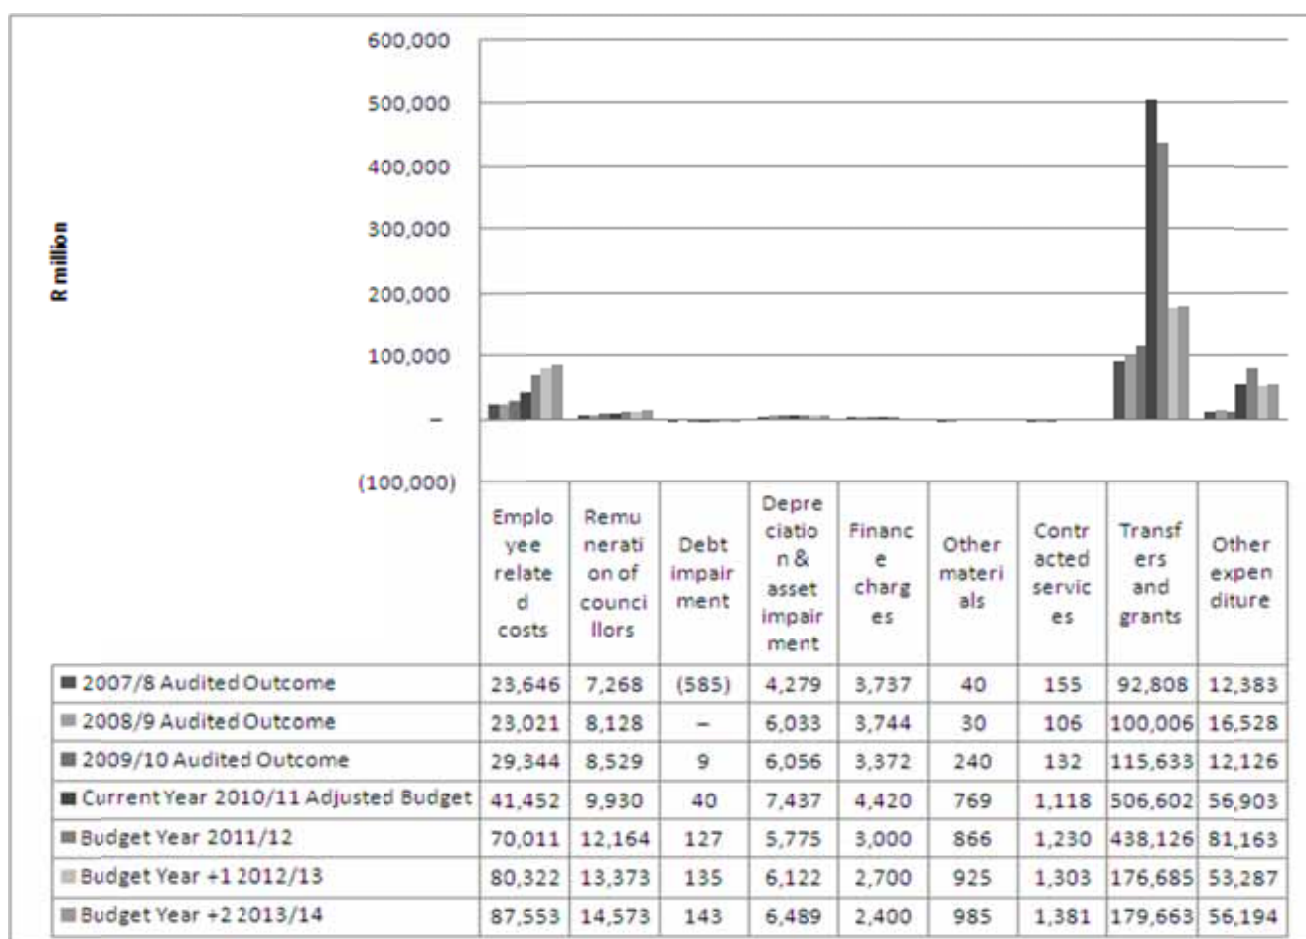 600,000
500,000
400,000
300,000
200,000
100,000
–
(100,000)
R million
Emplo
yee
relate
d
costs
Remu
nerati
on of
counci
llors
Debt
impair
ment
Depre
ciatio
n &
asset
impair
ment
Financ
e
charg
es
Other
materi
als
Contr
acted
servic
es
Transf
ers
and
grants
Other
expen
diture
2007/8 Audited Outcome 23,646 7,268 (585) 4,279 3,737 40 155 92,808 12,383
2008/9 Audited Outcome 23,021 8,128 – 6,033 3,744 30 106 100,006 16,528
2009/10 Audited Outcome 29,344 8,529 9 6,056 3,372 240 132 115,633 12,126
Current Year 2010/11 Adjusted Budget 41,452 9,930 40 7,437 4,420 769 1,118 506,602 56,903
Budget Year 2011/12 70,011 12,164 127 5,775 3,000 866 1,230 438,126 81,163
Budget Year +1 2012/13 80,322 13,373 135 6,122 2,700 925 1,303 176,685 53,287
Budget Year +2 2013/14 87,553 14,573 143 6,489 2,400 985 1,381 179,663 56,194